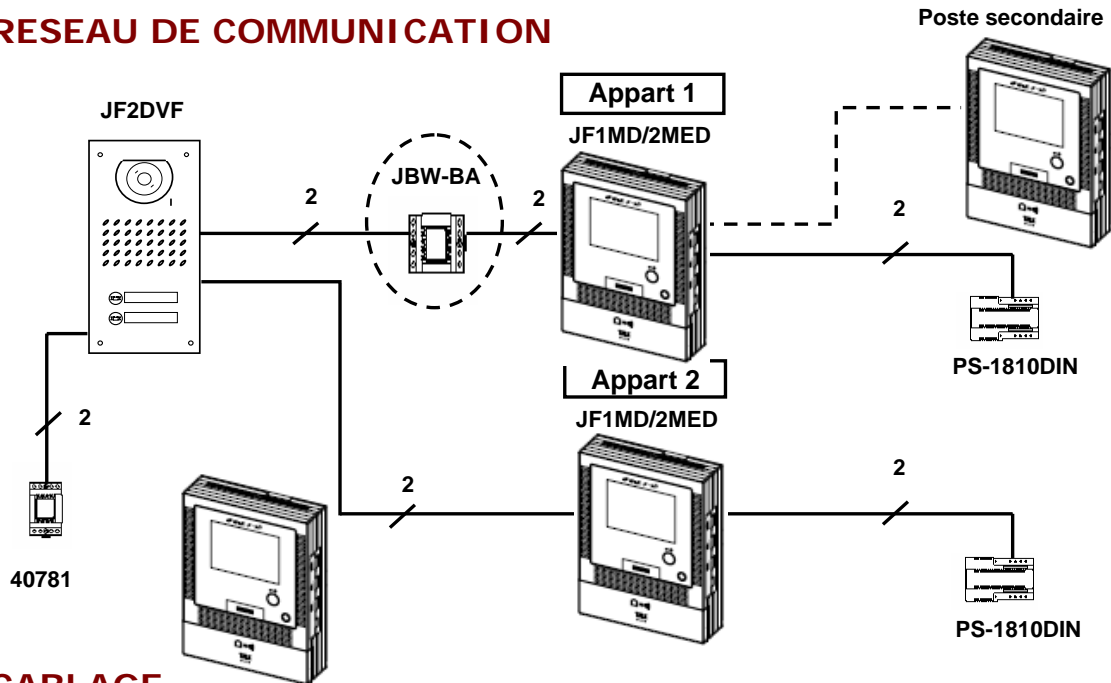 RESEAU DE COMMUNICATION
Poste secondaire
JF2DVF
Appart 1
JF1MD/2MED
JBW-BA
2
2
2
PS-1810DIN
Appart 2
JF1MD/2MED
2
2
2
40781
PS-1810DIN